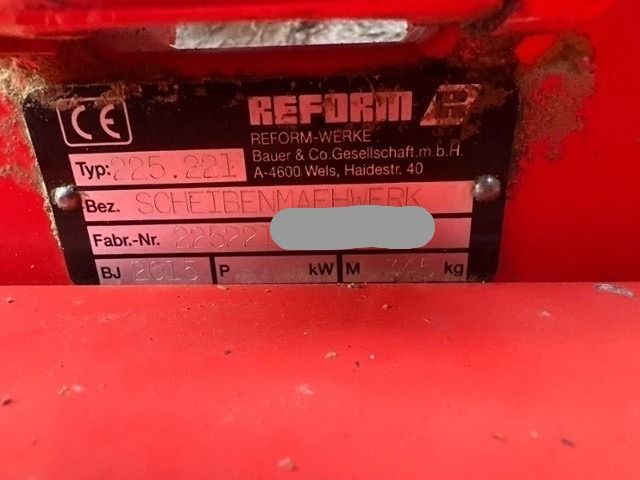 CE
REFORM R
REFORM-WERKE
Bauer & Co.Gesellschaft.m.b.H.
A-4600 Wels, Haidestr. 40
Typ: 225.221
Bez. SCHEIBENMAEHWERK
Fabr.-Nr. 225221
BJ 2015 P kW M kg